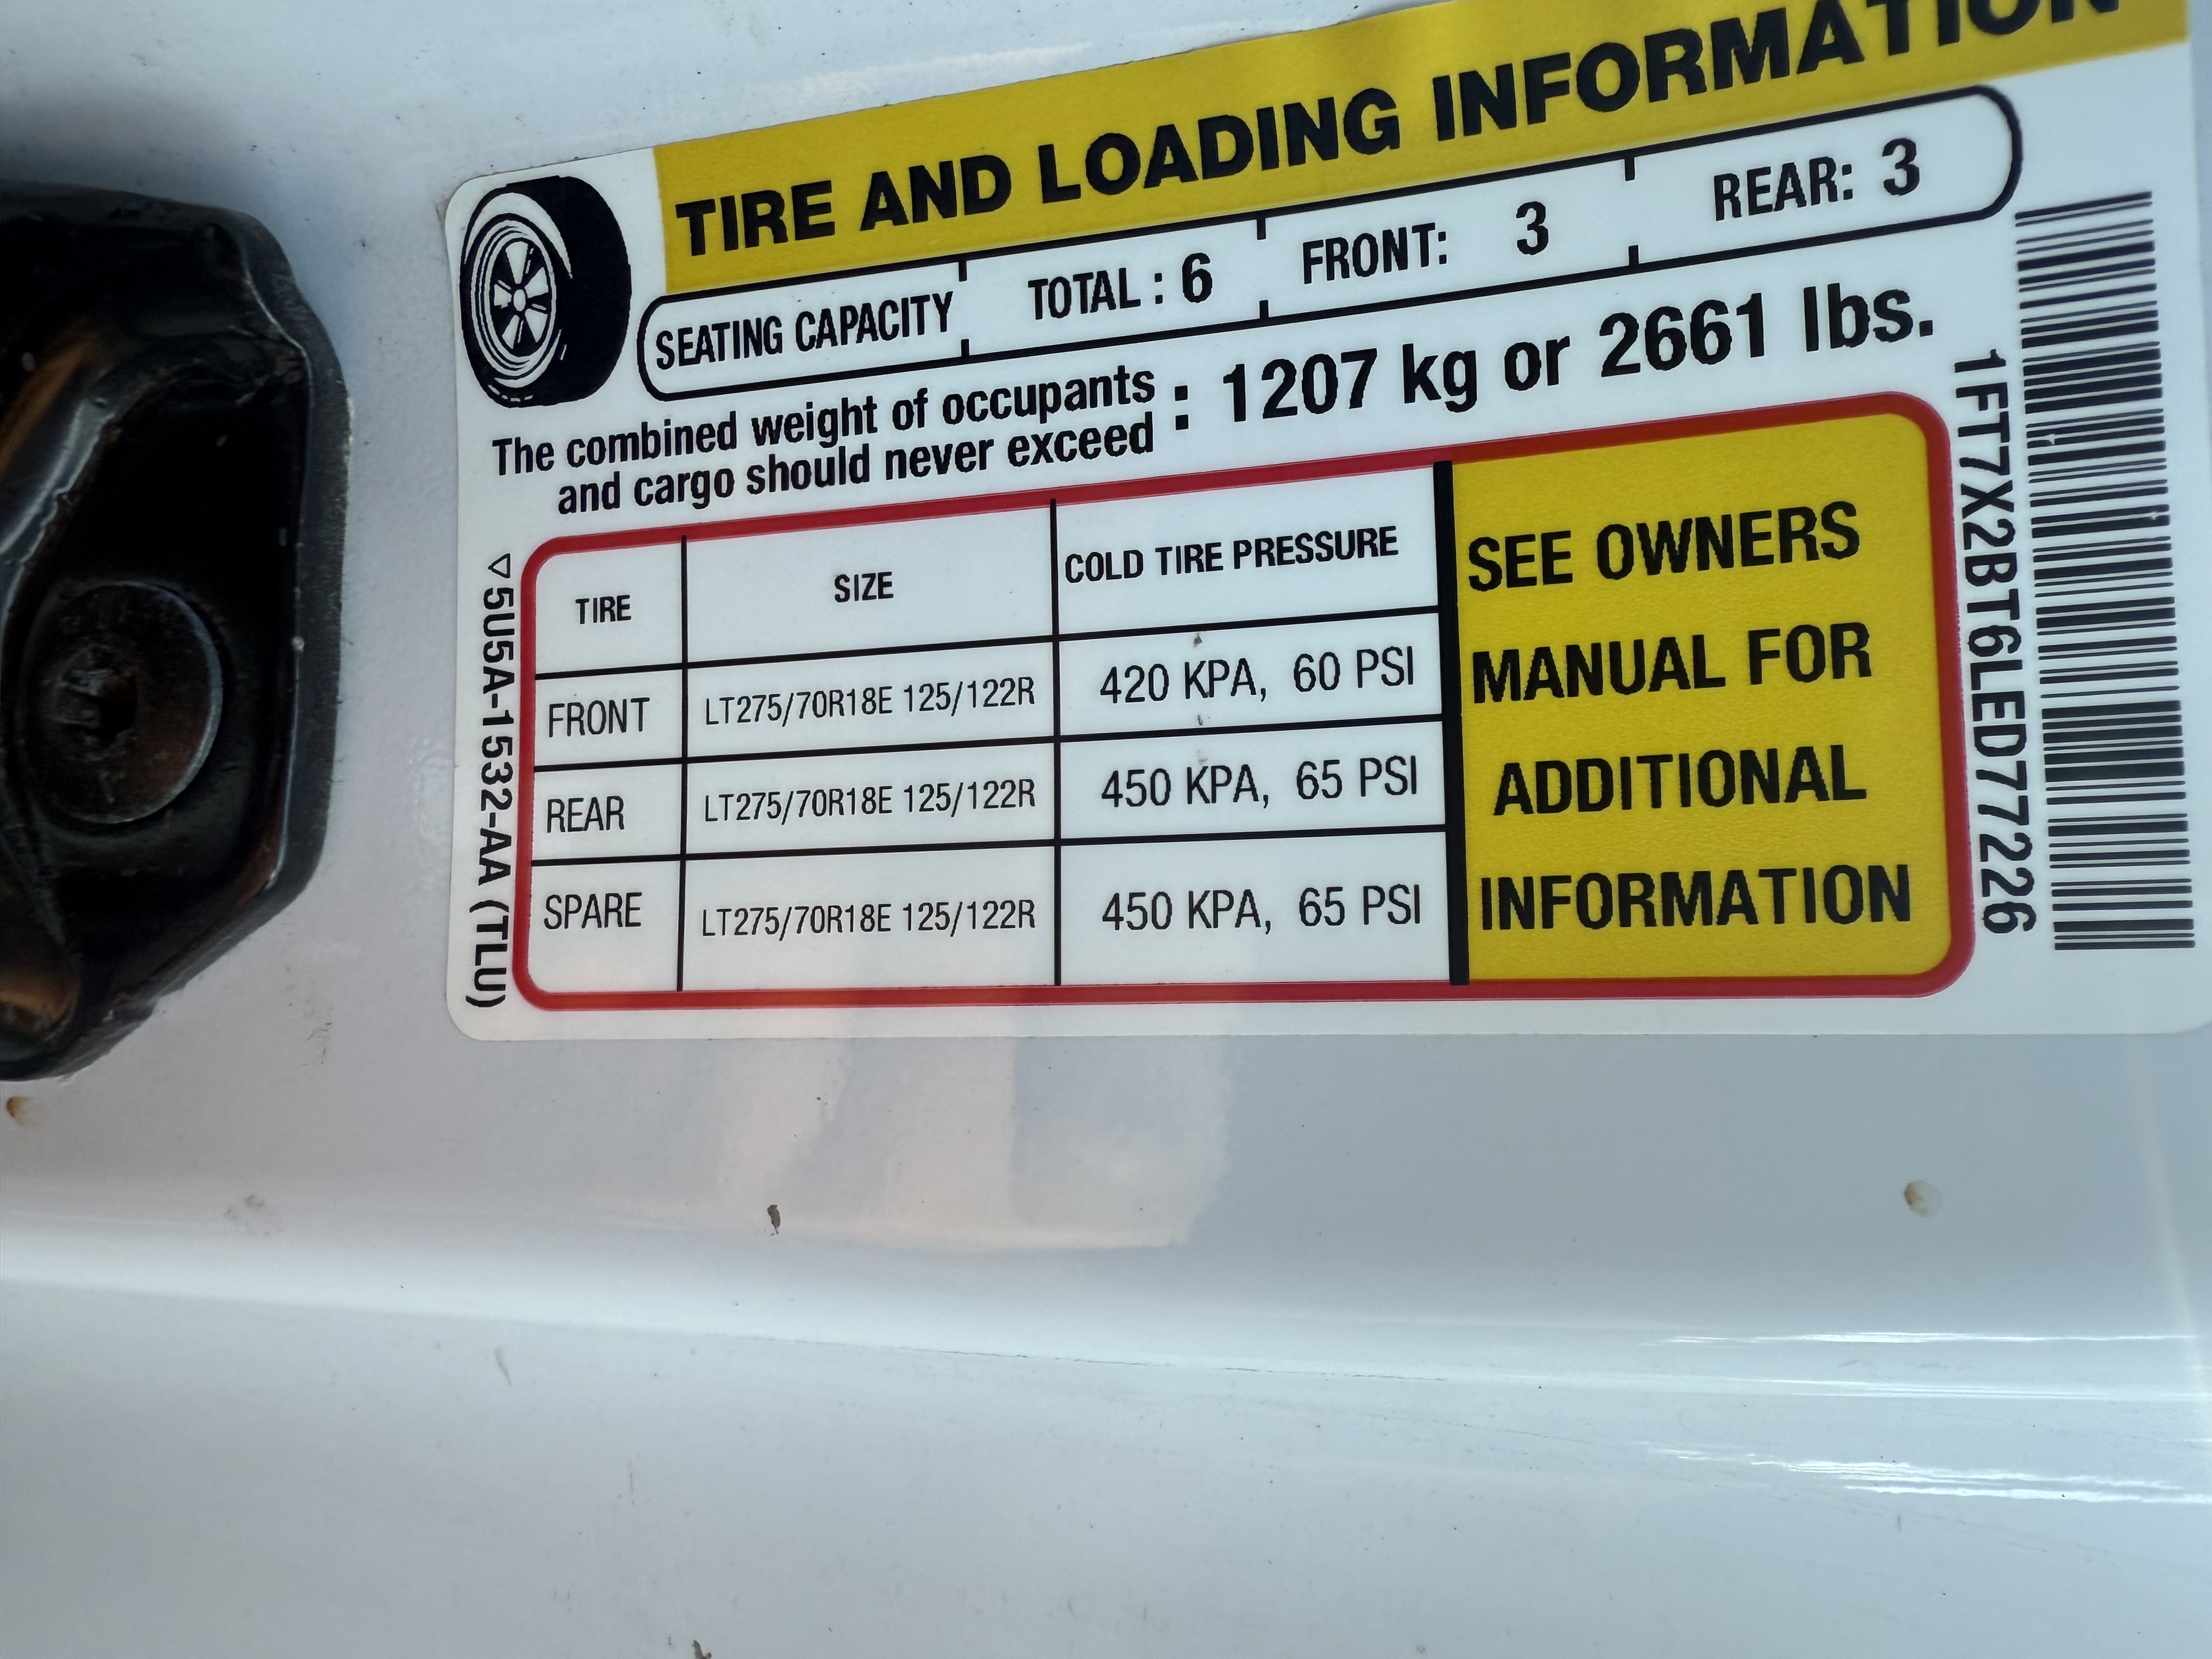 TIRE AND LOADING INFORMATION
SEATING CAPACITY TOTAL : 6 FRONT: 3 REAR: 3
The combined weight of occupants
and cargo should never exceed : 1207 kg or 2661 lbs.
TIRE SIZE COLD TIRE PRESSURE
FRONT LT275/70R18E 125/122R 420 KPA, 60 PSI
REAR LT275/70R18E 125/122R 450 KPA, 65 PSI
SPARE LT275/70R18E 125/122R 450 KPA, 65 PSI
SEE OWNERS
MANUAL FOR
ADDITIONAL
INFORMATION
5U5A-1532-AA (TLU)
1FT7X2BT6LED77226